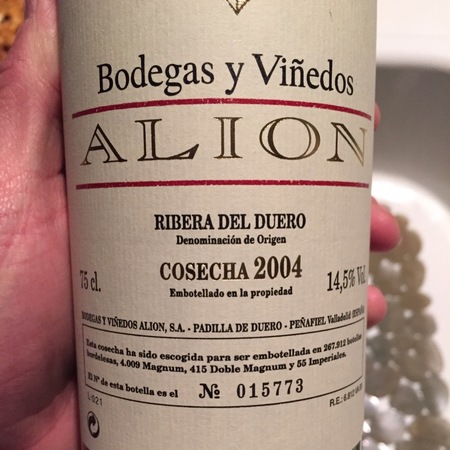 Bodegas y Viñedos
ALION
RIBERA DEL DUERO
Denominación de Origen
75 cl.
COSECHA 2004
14,5% Vol.
Embotellado en la propiedad
BODEGAS Y VIÑEDOS ALION, S.A. - PADILLA DE DUERO - PEÑAFIEL Valladolid (ESPAÑA)
Esta cosecha ha sido escogida para ser embotellada en 267.912 botellas
bordelesas, 4.009 Magnum, 415 Doble Magnum y 55 Imperiales.
El Nº de esta botella es el Nº 015773
L-021